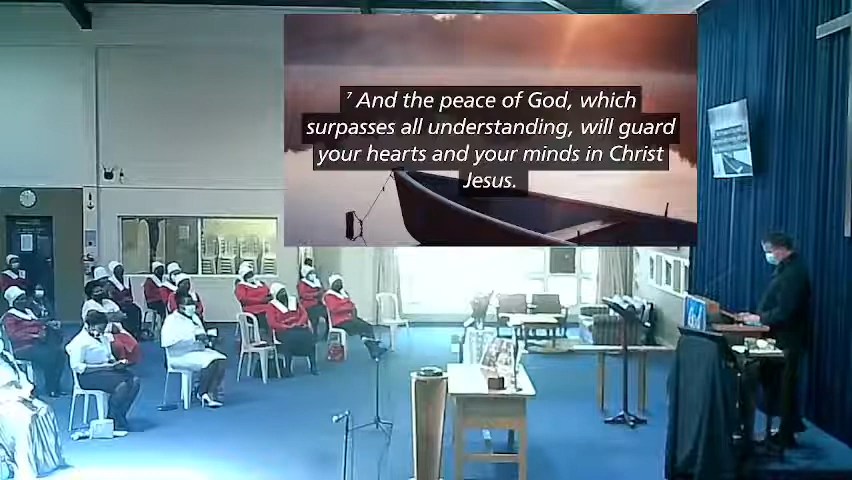 ⁷ And the peace of God, which
surpasses all understanding, will guard
your hearts and your minds in Christ
Jesus.